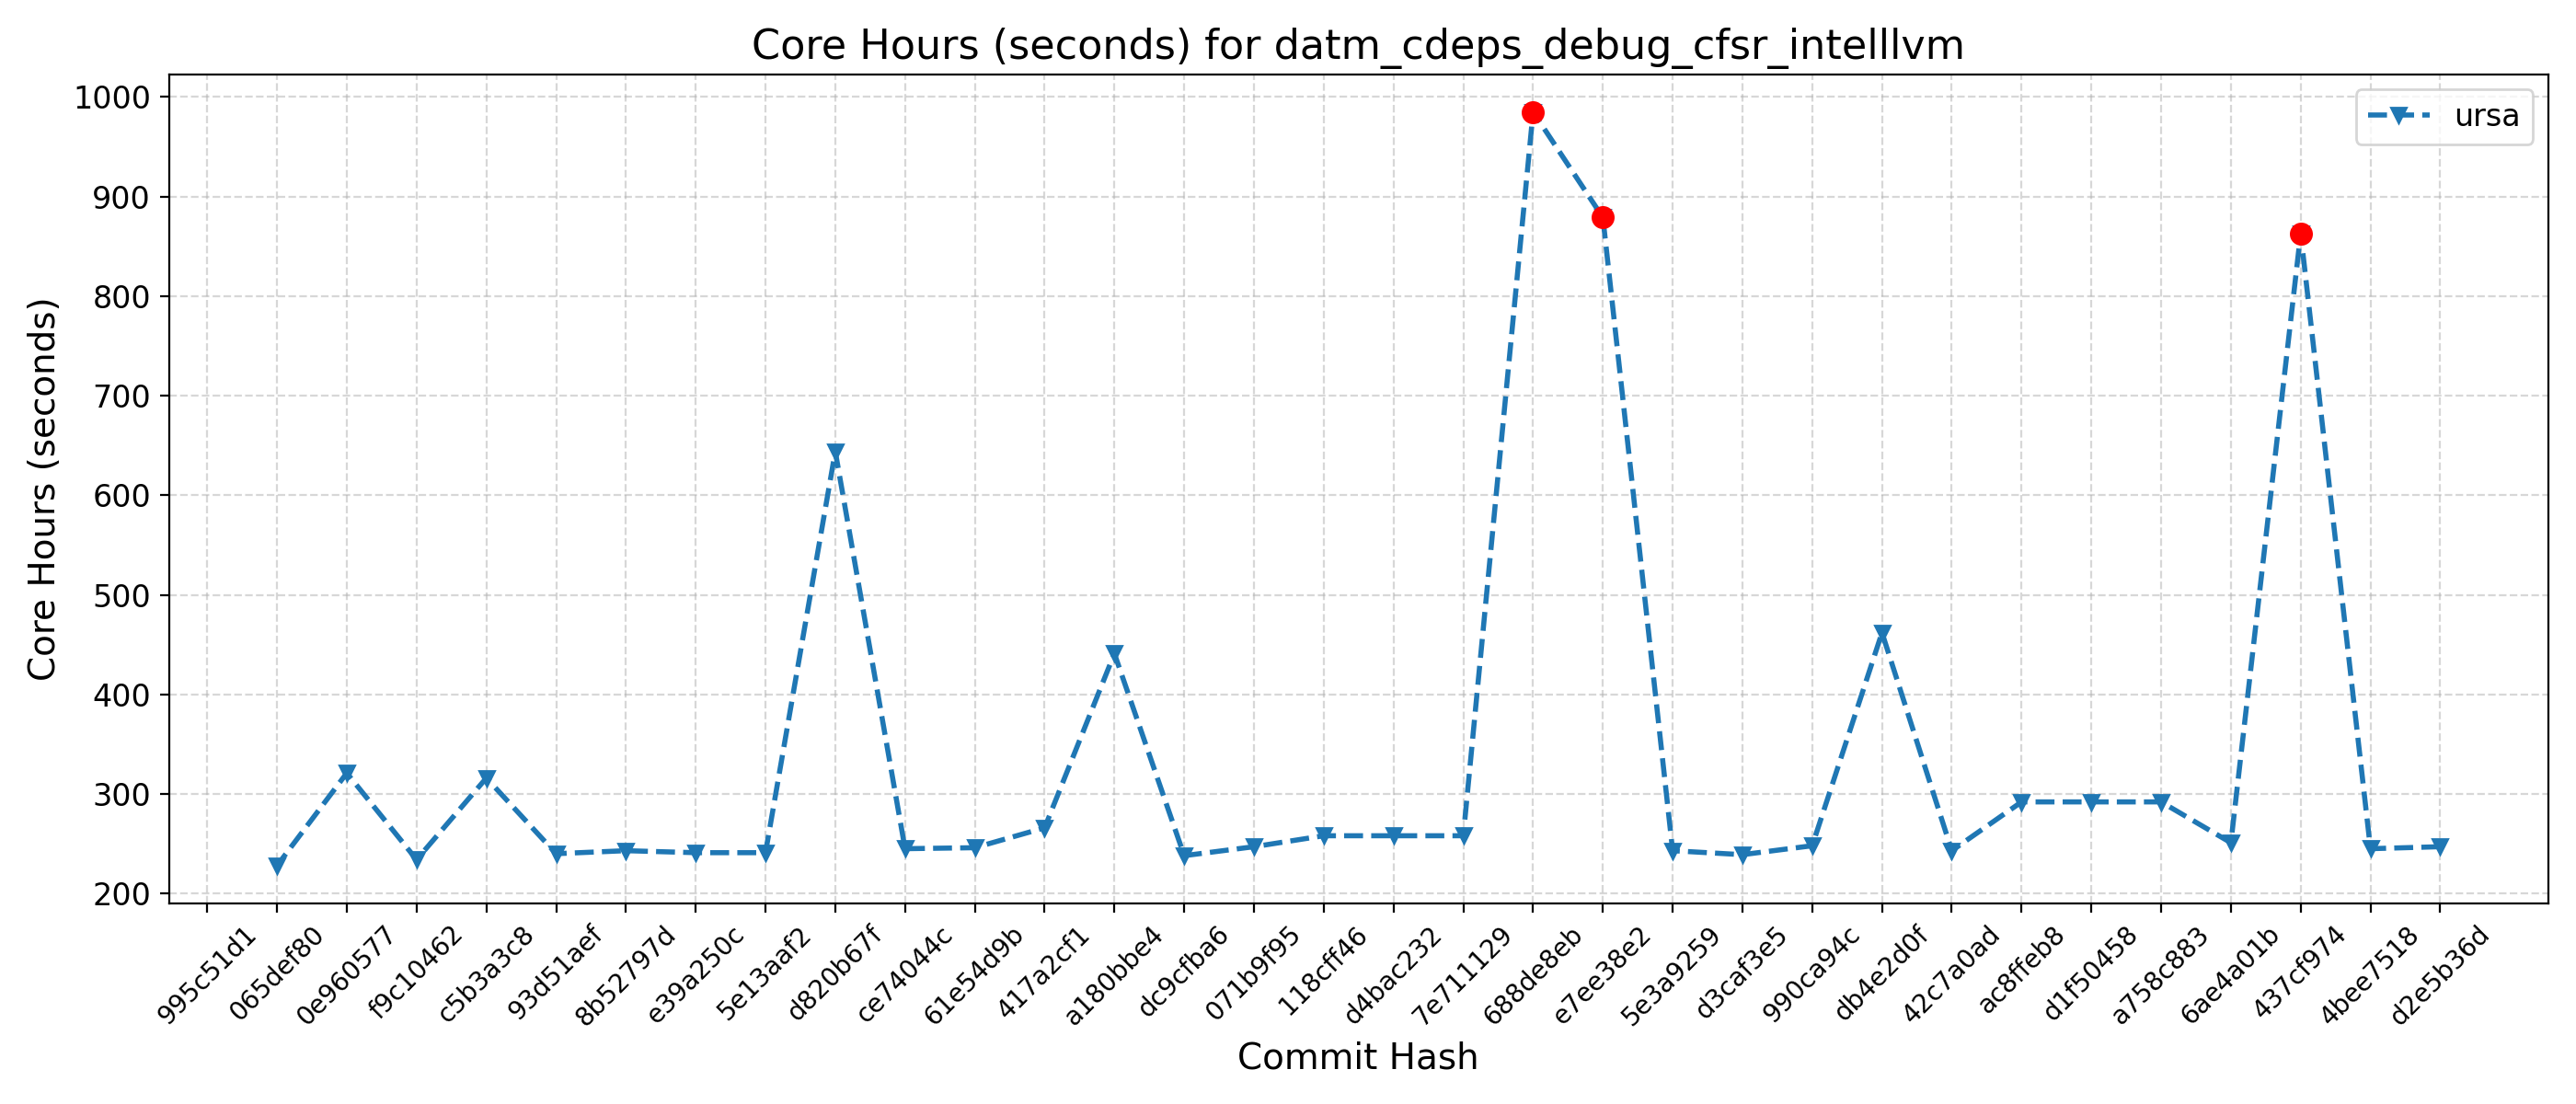 Core Hours (seconds) for datm_cdeps_debug_cfsr_intelllvm
ursa
Core Hours (seconds)
1000
900
800
700
600
500
400
300
200
995c51d1
065def80
0e960577
f9c10462
c5b3a3c8
93d51aef
8b52797d
e39a250c
5e13aaf2
d820b67f
ce74044c
61e54d9b
417a2cf1
a180bbe4
dc9cfba6
071b9f95
118cff46
d4bac232
7e711129
688de8eb
e7ee38e2
5e3a9259
d3caf3e5
990ca94c
db4e2d0f
42c7a0ad
ac8ffeb8
d1f50458
a758c883
6ae4a01b
437cf974
4bee7518
d2e5b36d
Commit Hash